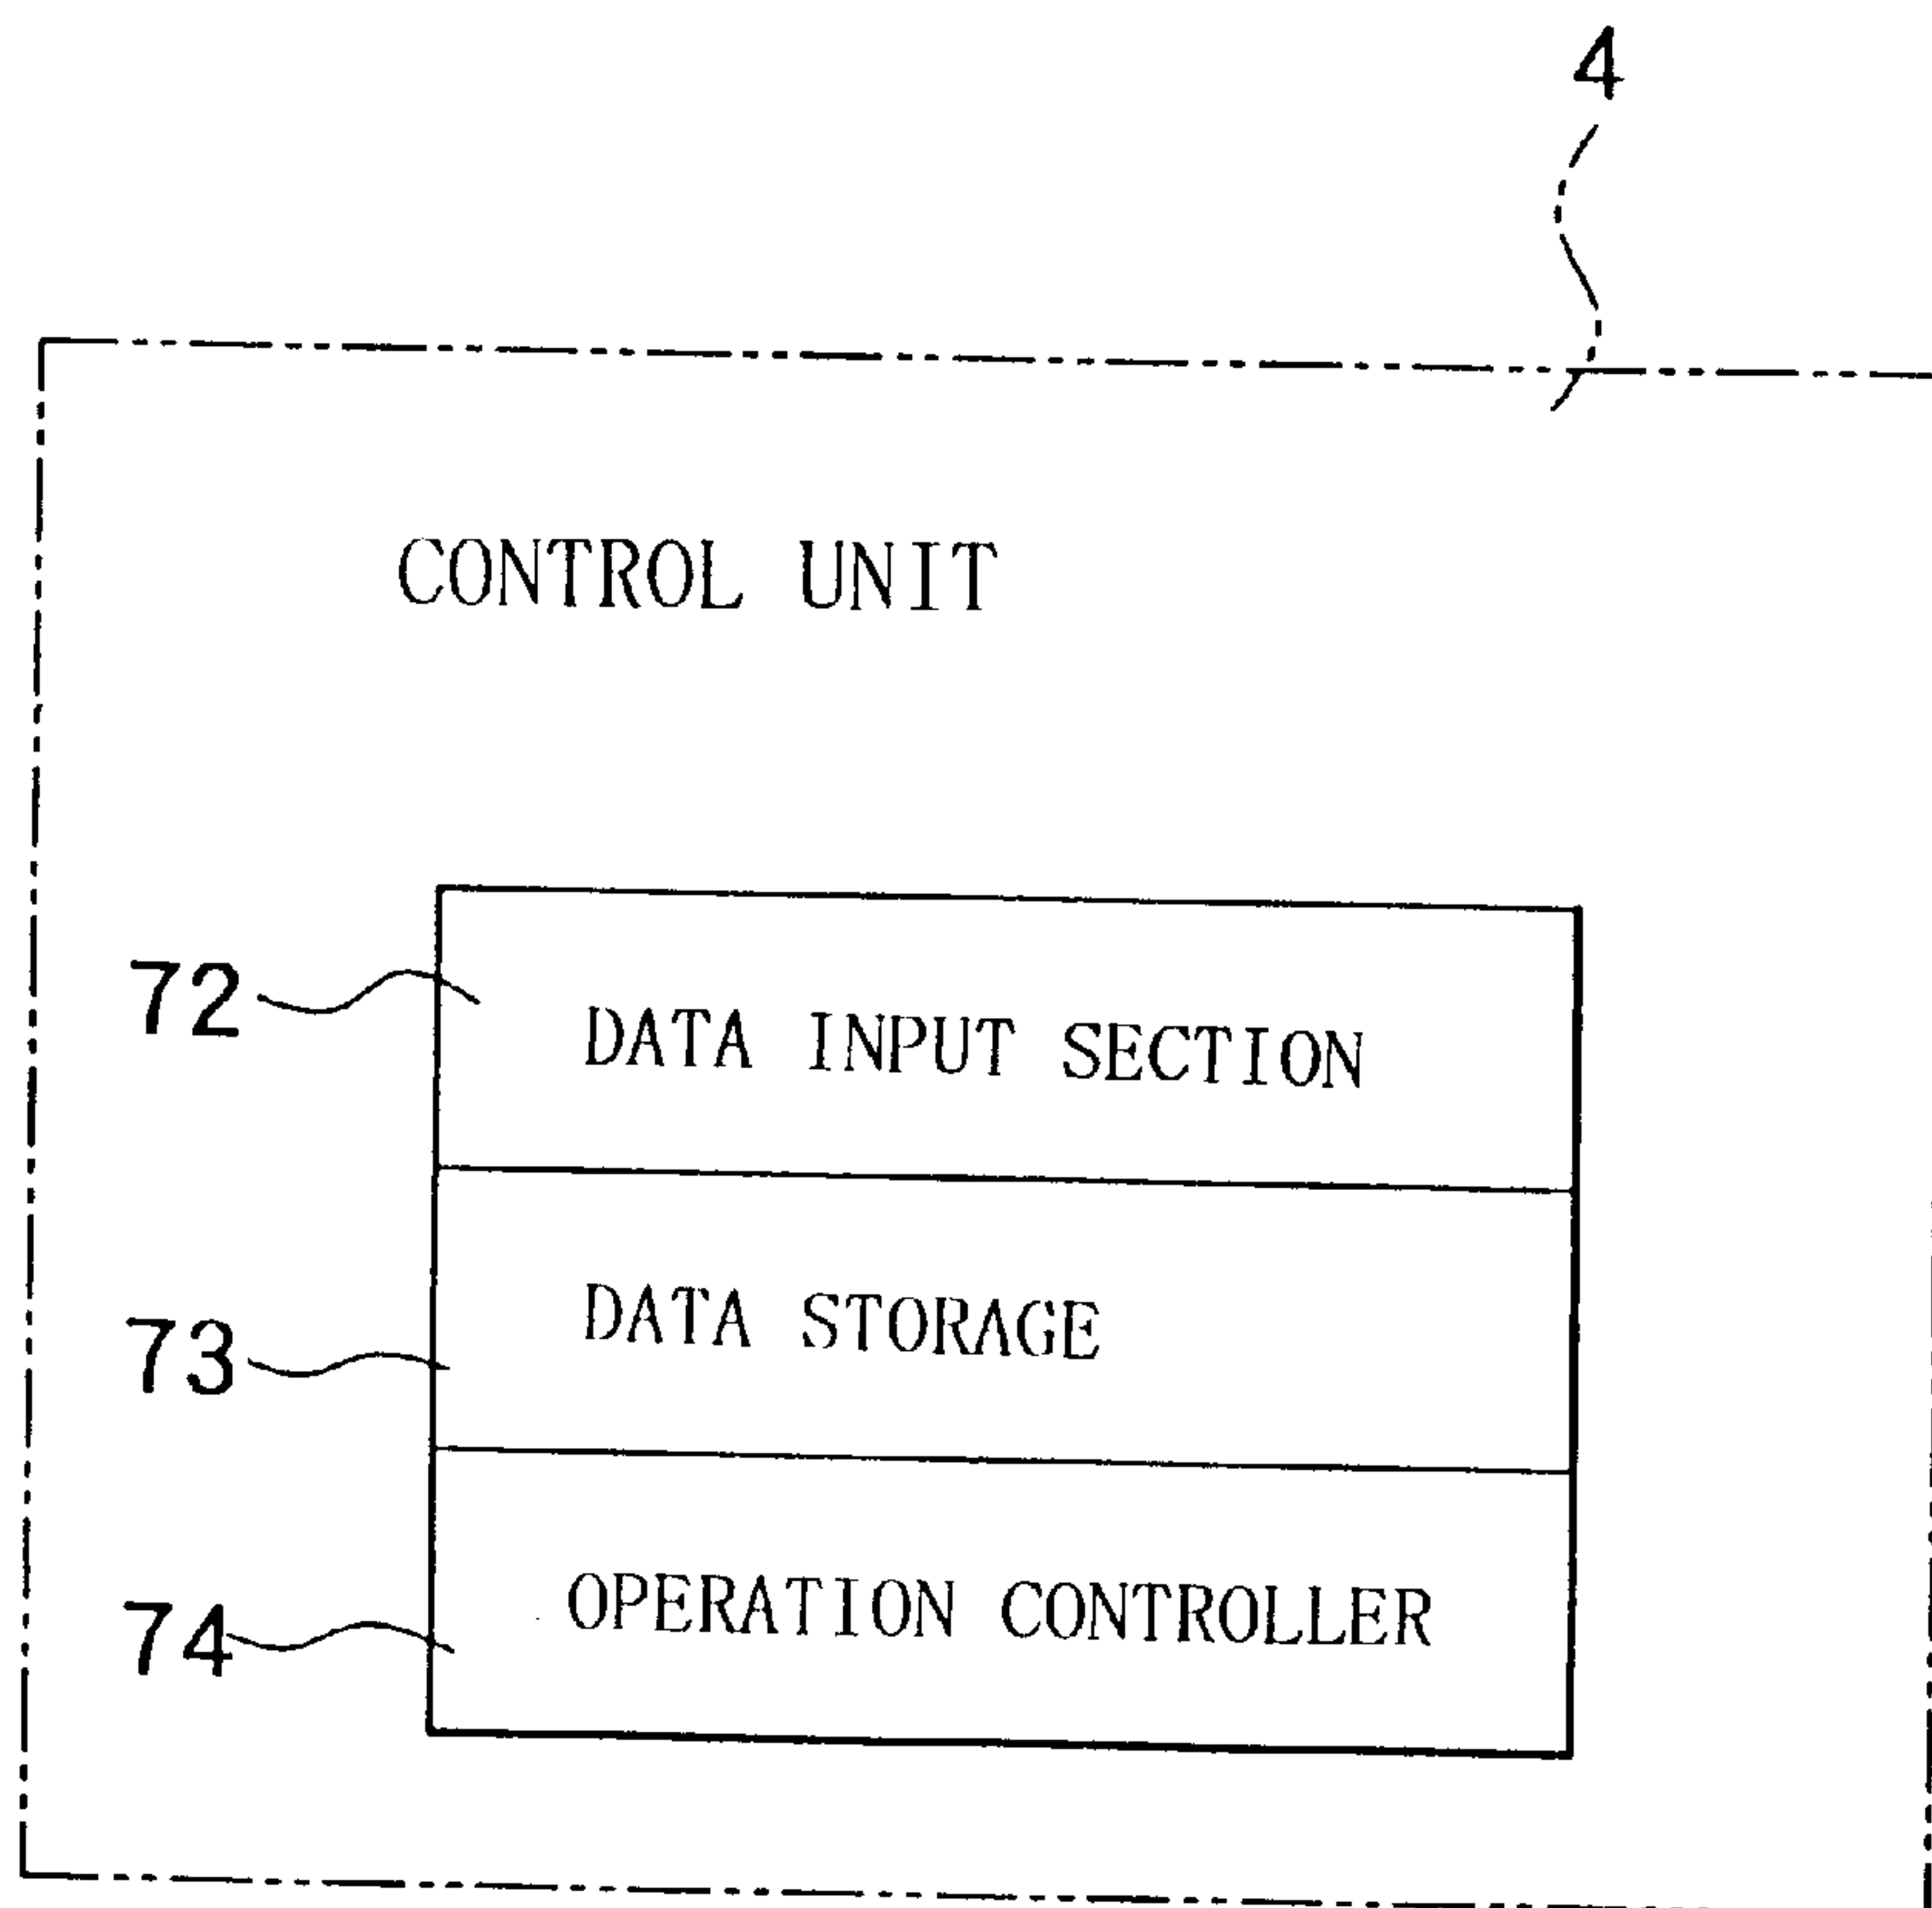 4
CONTROL UNIT
72
DATA INPUT SECTION
73
DATA STORAGE
74
OPERATION CONTROLLER